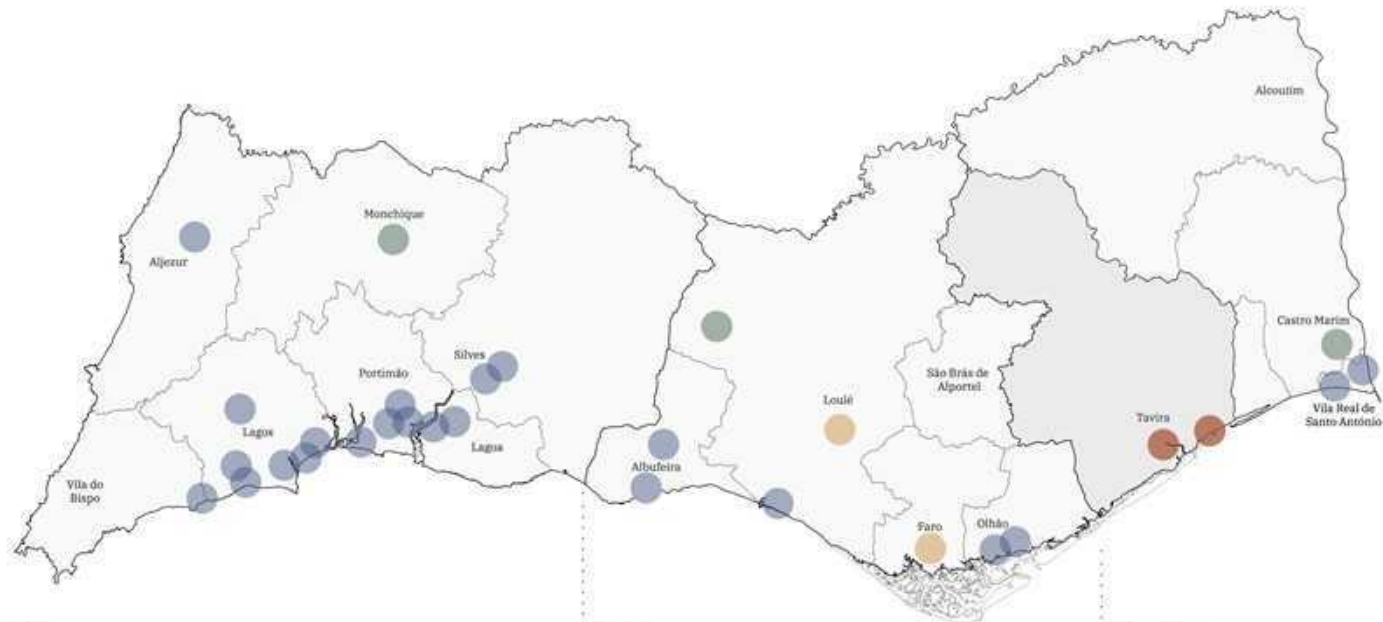 Alcoutim
Monchique
Aljezur
Castro Marim
Silves
Portimão
São Brás de
Alportel
Loulé
Vila Real de
Santo António
Tavira
Lagos
Lagoa
Albufeira
Vila do
Bispo
Faro
Olhão